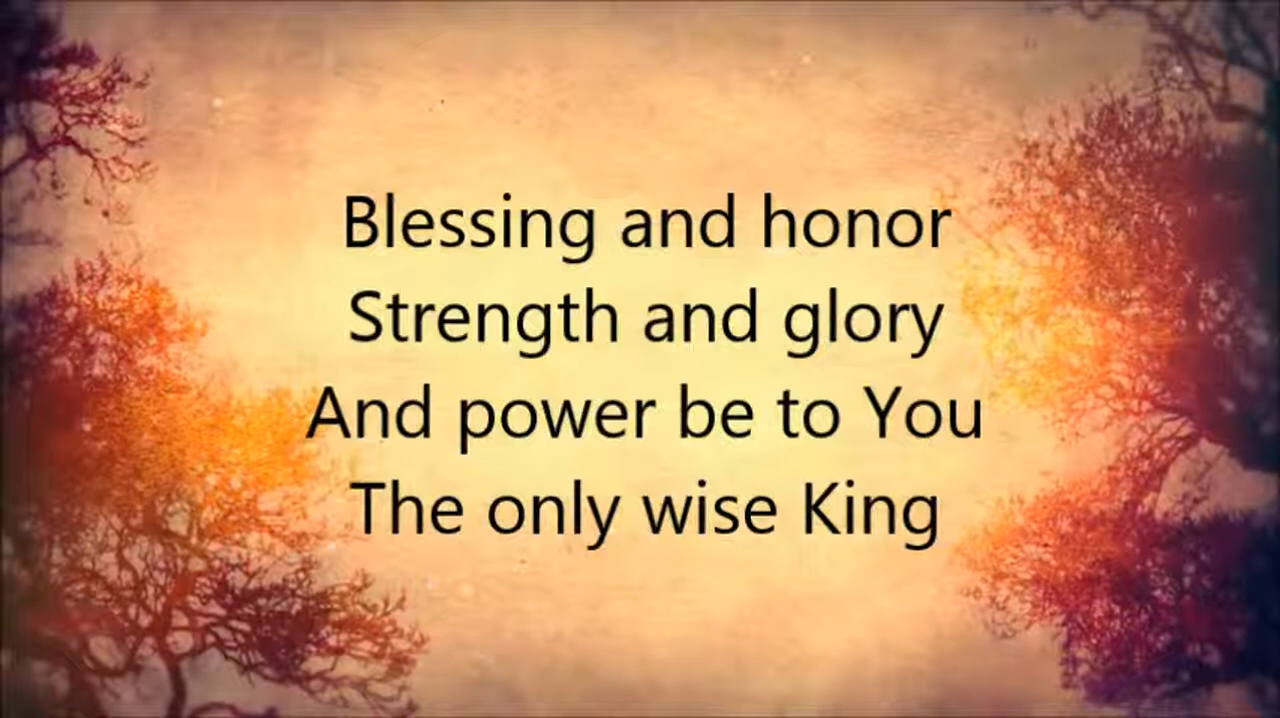 Blessing and honor
Strength and glory
And power be to You
The only wise King